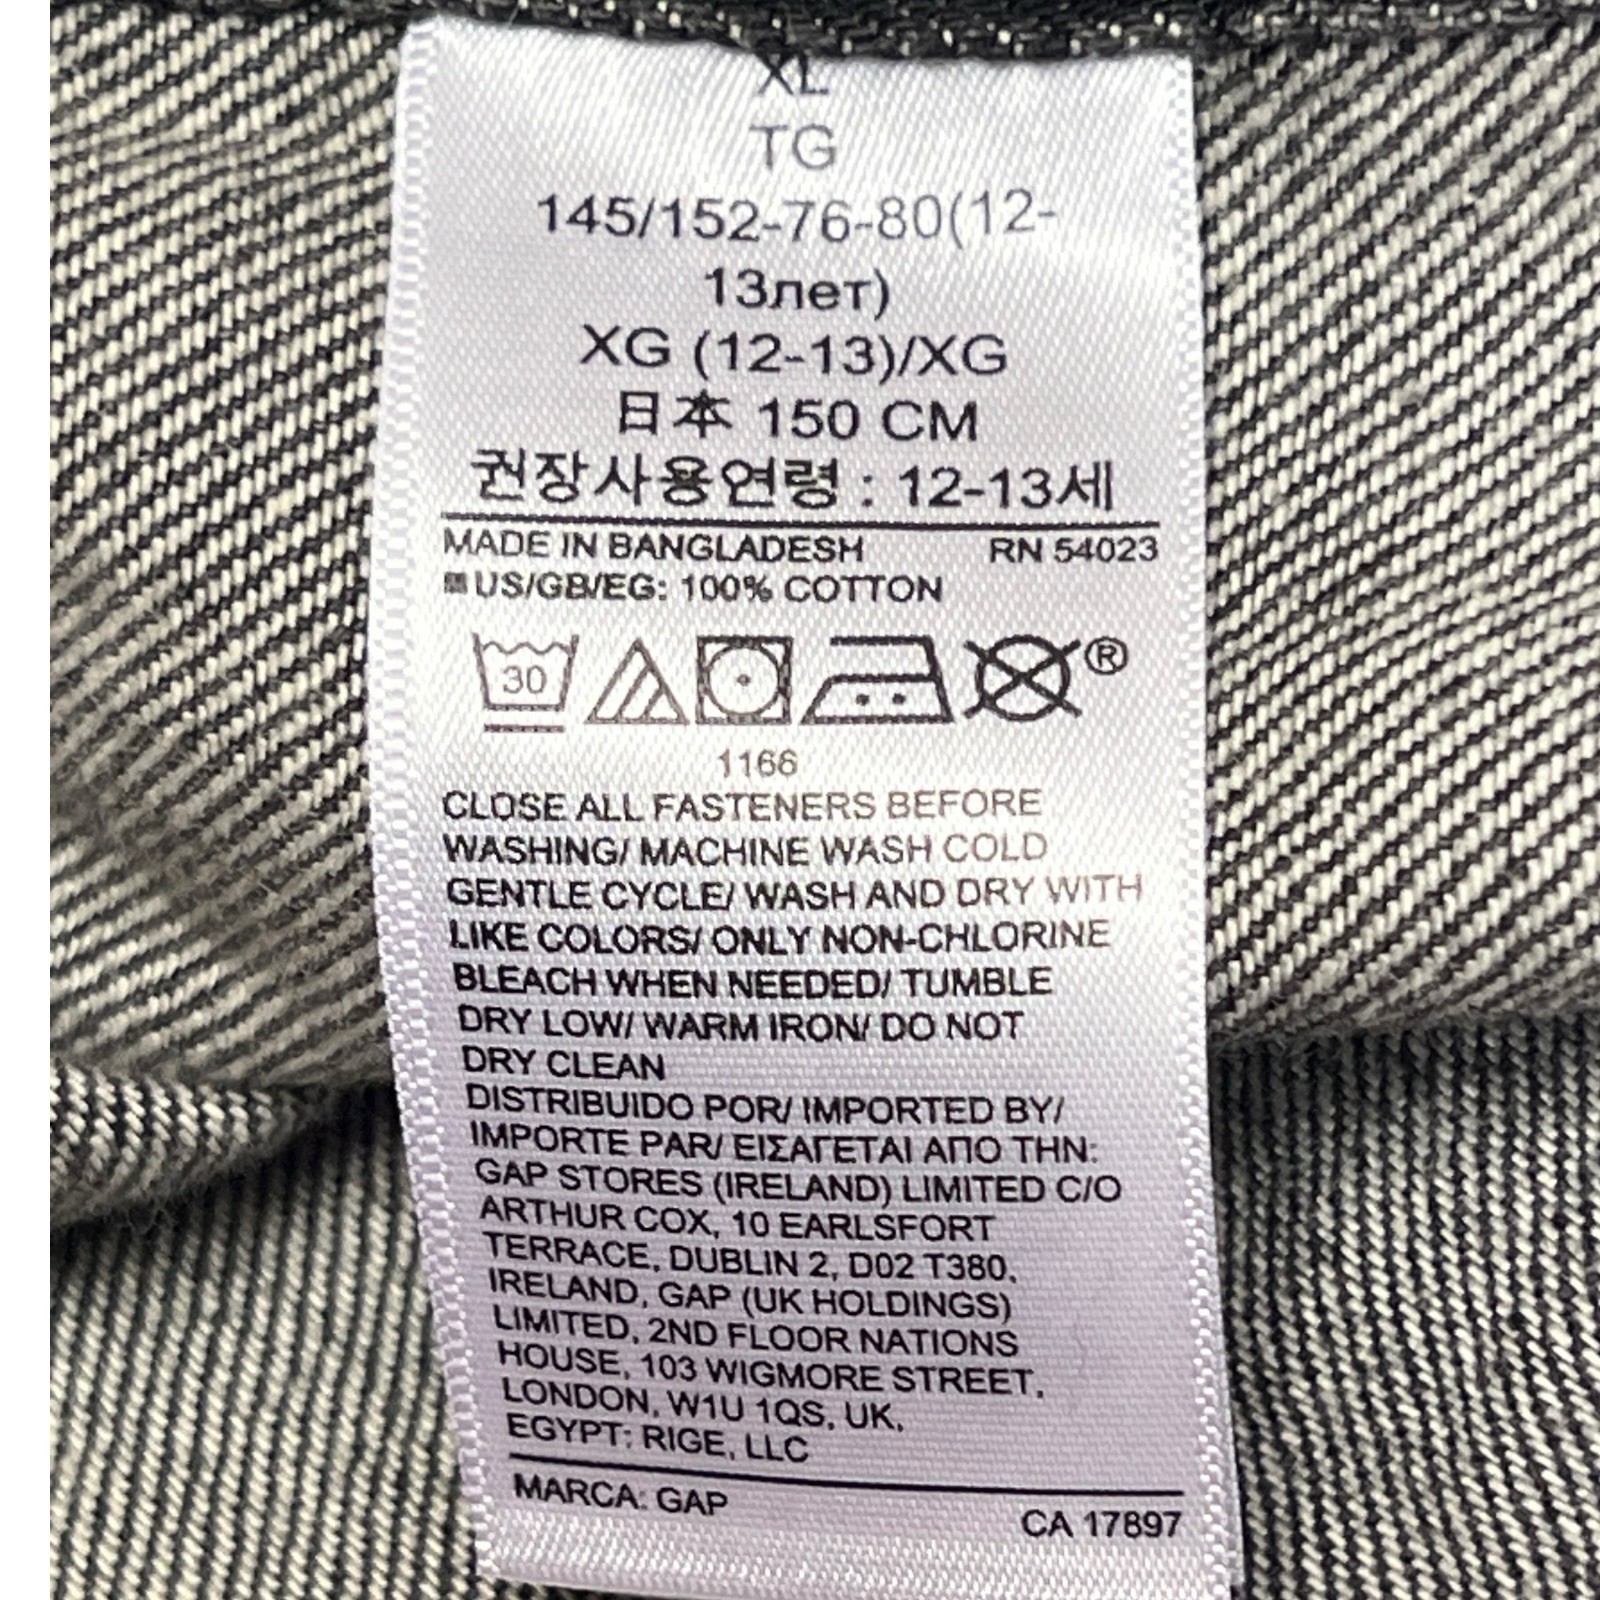 XL
TG
145/152-76-80(12-
13лет)
XG (12-13)/XG
日本 150 CM
권장사용연령 : 12-13세
MADE IN BANGLADESH RN 54023
US/GB/EG: 100% COTTON
30 ®
1166
CLOSE ALL FASTENERS BEFORE
WASHING/ MACHINE WASH COLD
GENTLE CYCLE/ WASH AND DRY WITH
LIKE COLORS/ ONLY NON-CHLORINE
BLEACH WHEN NEEDED/ TUMBLE
DRY LOW/ WARM IRON/ DO NOT
DRY CLEAN
DISTRIBUIDO POR/ IMPORTED BY/
IMPORTE PAR/ ΕΙΣΑΓΕΤΑΙ ΑΠΟ ΤΗΝ:
GAP STORES (IRELAND) LIMITED C/O
ARTHUR COX, 10 EARLSFORT
TERRACE, DUBLIN 2, D02 T380,
IRELAND, GAP (UK HOLDINGS)
LIMITED, 2ND FLOOR NATIONS
HOUSE, 103 WIGMORE STREET,
LONDON, W1U 1QS, UK,
EGYPT: RIGE, LLC
MARCA: GAP CA 17897